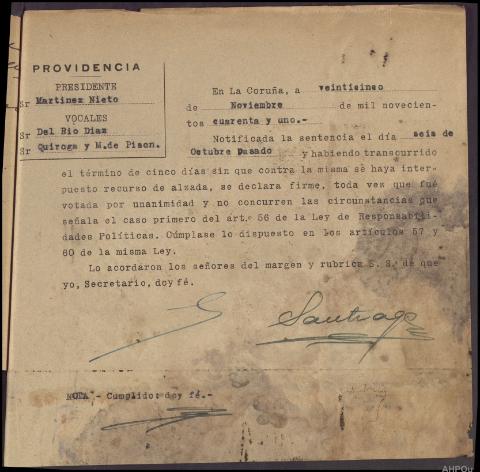 PROVIDENCIA
PRESIDENTE
Sr Martinez Nieto
VOCALES
Sr Del Rio Diaz
Sr Quiroga y M.de Pison.
En La Coruña, a veinticinco
de Noviembre de mil novecien-
tos cuarenta y uno.-
Notificada la sentencia el día seis de
Octubre pasado y habiendo transcurrido
el término de cinco días sin que contra la misma se haya inter-
puesto recurso de alzada, se declara firme, toda vez que fué
votada por unanimidad y no concurren las circunstancias que
señala el caso primero del art.º 56 de la Ley de Responsabili-
dades Políticas. Cúmplase lo dispuesto en los artículos 57 y
60 de la misma Ley.
Lo acordaron los señores del margen y rubrica S. Sª de que
yo, Secretario, doy fé.
Santiago
NOTA - Cumplido: doy fé.-
AHPOu